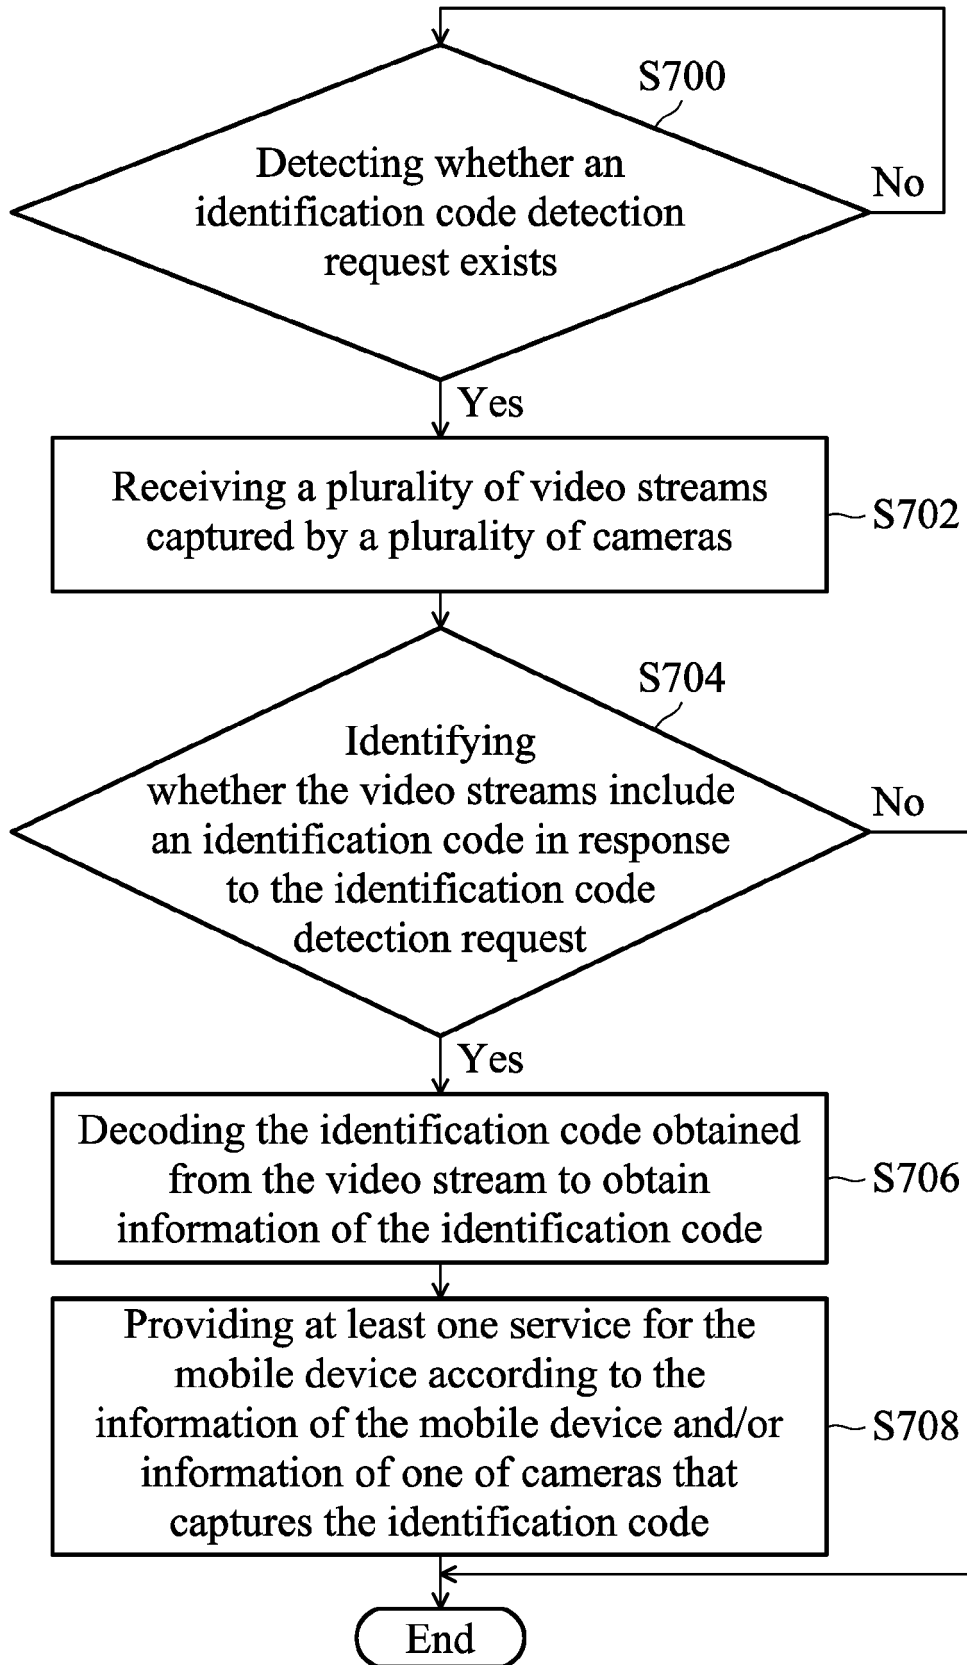 S700
Detecting whether an
identification code detection
request exists
No
Yes
Receiving a plurality of video streams
captured by a plurality of cameras
S702
S704
Identifying
whether the video streams include
an identification code in response
to the identification code
detection request
No
Yes
Decoding the identification code obtained
from the video stream to obtain
information of the identification code
S706
Providing at least one service for the
mobile device according to the
information of the mobile device and/or
information of one of cameras that
captures the identification code
S708
End